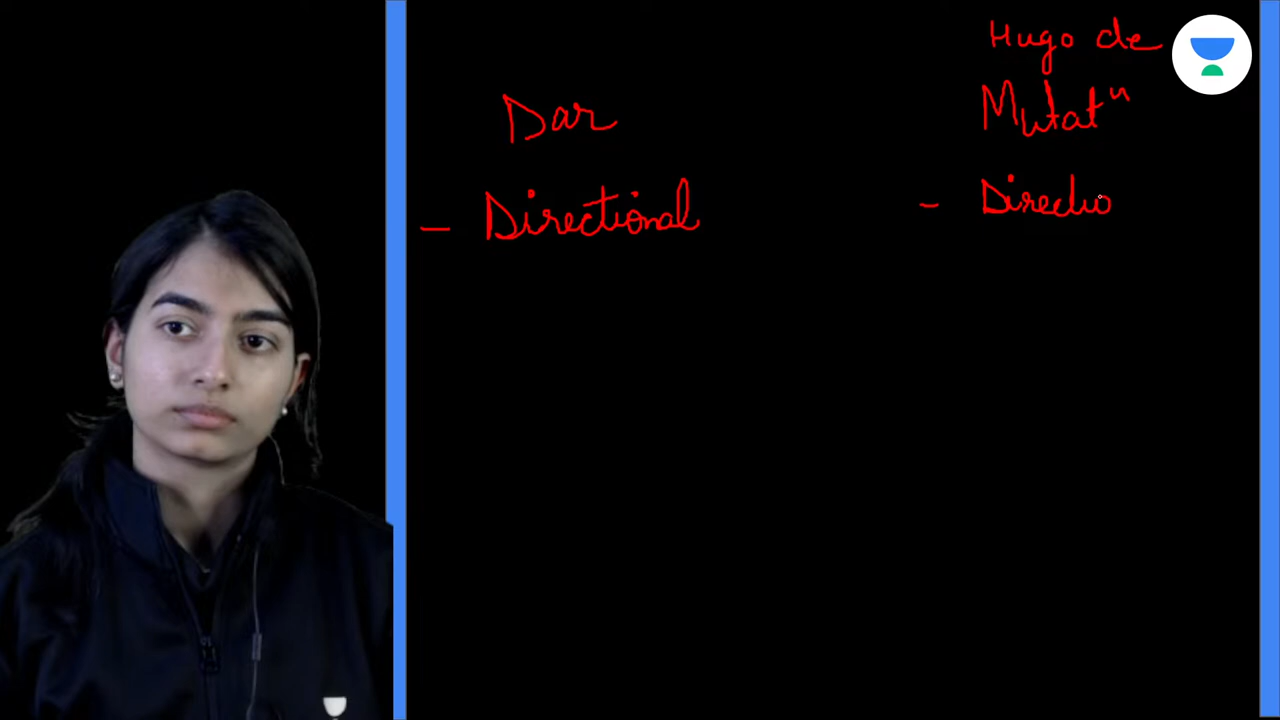 Hugo de
Dar
Mutatⁿ
- Directional
- Directio